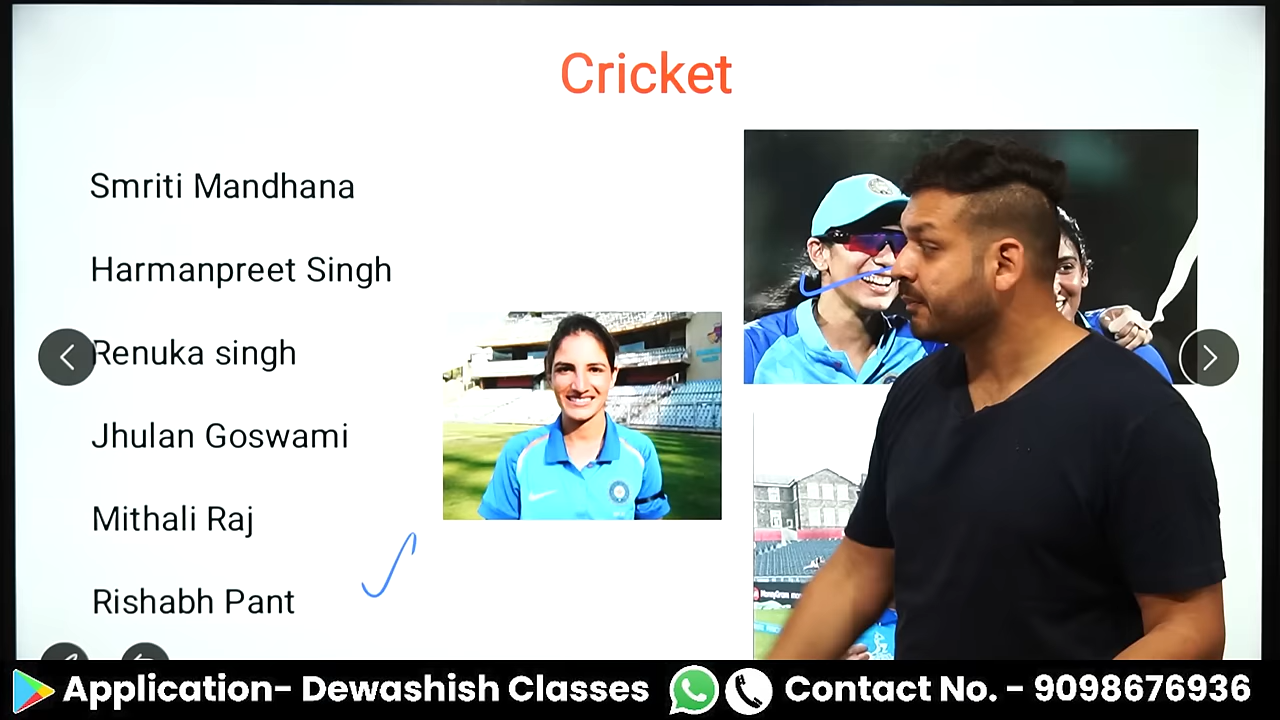 Cricket
Smriti Mandhana
Harmanpreet Singh
Renuka singh
Jhulan Goswami
Mithali Raj
Rishabh Pant
Application- Dewashish Classes
Contact No. - 9098676936